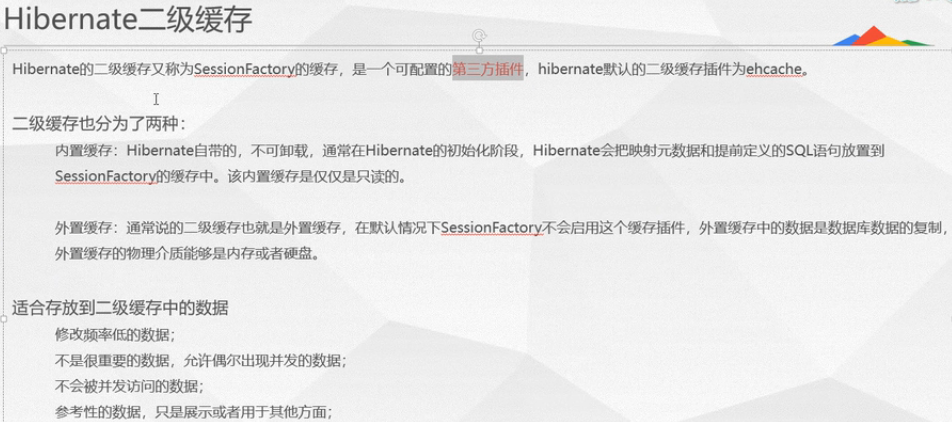 Hibernate二级缓存
Hibernate的二级缓存又称为SessionFactory的缓存，是一个可配置的第三方插件，hibernate默认的二级缓存插件为ehcache。
二级缓存也分为了两种：
内置缓存：Hibernate自带的，不可卸载，通常在Hibernate的初始化阶段，Hibernate会把映射元数据和提前定义的SQL语句放置到
SessionFactory的缓存中。该内置缓存是仅仅是只读的。
外置缓存：通常说的二级缓存也就是外置缓存，在默认情况下SessionFactory不会启用这个缓存插件，外置缓存中的数据是数据库数据的复制，
外置缓存的物理介质能够是内存或者硬盘。
适合存放到二级缓存中的数据
修改频率低的数据；
不是很重要的数据，允许偶尔出现并发的数据；
不会被并发访问的数据；
参考性的数据，只是展示或者用于其他方面；